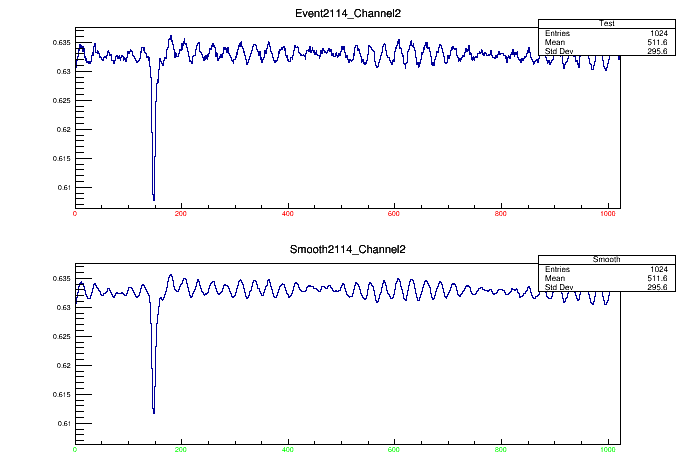 Event2114_Channel2
Test
Entries 1024
Mean 511.6
Std Dev 295.6
0.635
0.63
0.625
0.62
0.615
0.61
0 200 400 600 800 1000
Smooth2114_Channel2
Smooth
Entries 1024
Mean 511.6
Std Dev 295.6
0.635
0.63
0.625
0.62
0.615
0.61
0 200 400 600 800 1000